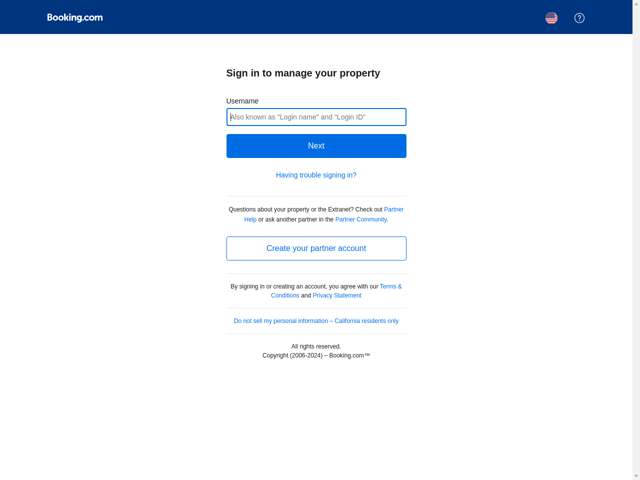 Booking.com
Sign in to manage your property
Username
Also known as "Login name" and "Login ID"
Next
Having trouble signing in?
Questions about your property or the Extranet? Check out Partner
Help or ask another partner in the Partner Community.
Create your partner account
By signing in or creating an account, you agree with our Terms &
Conditions and Privacy Statement
Do not sell my personal information – California residents only
All rights reserved.
Copyright (2006-2024) – Booking.com™